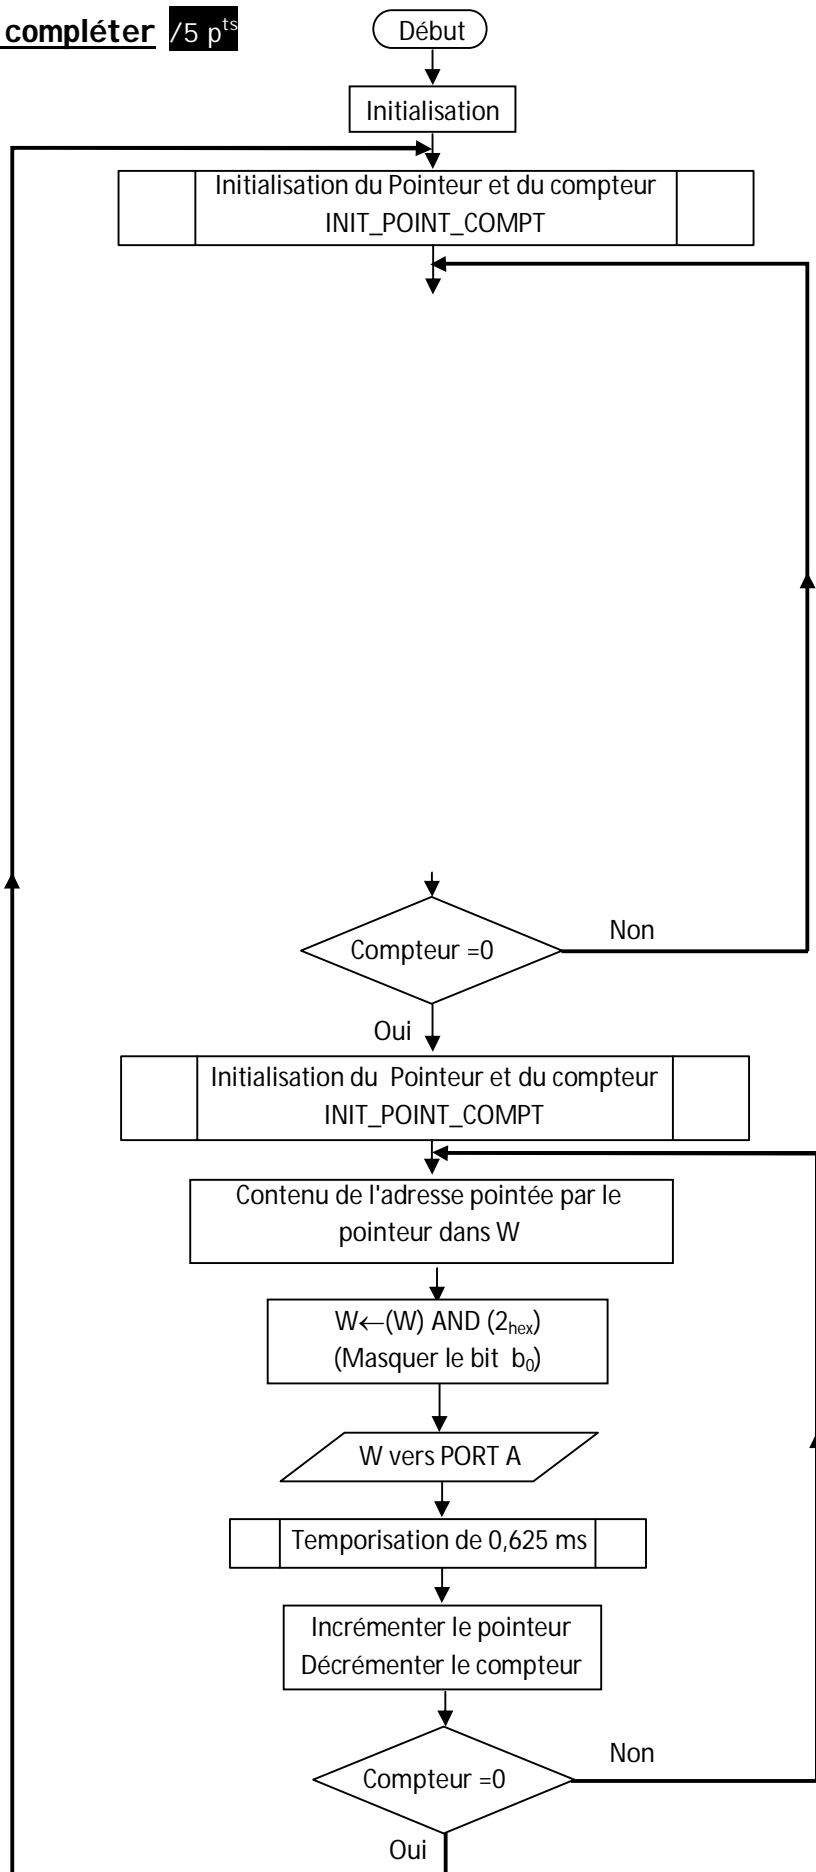 compléter /5 pts
Début
Initialisation
Initialisation du Pointeur et du compteur
INIT_POINT_COMPT
Compteur =0
Non
Oui
Initialisation du Pointeur et du compteur
INIT_POINT_COMPT
Contenu de l'adresse pointée par le
pointeur dans W
W←(W) AND (2hex)
(Masquer le bit b0)
W vers PORT A
Temporisation de 0,625 ms
Incrémenter le pointeur
Décrémenter le compteur
Compteur =0
Non
Oui